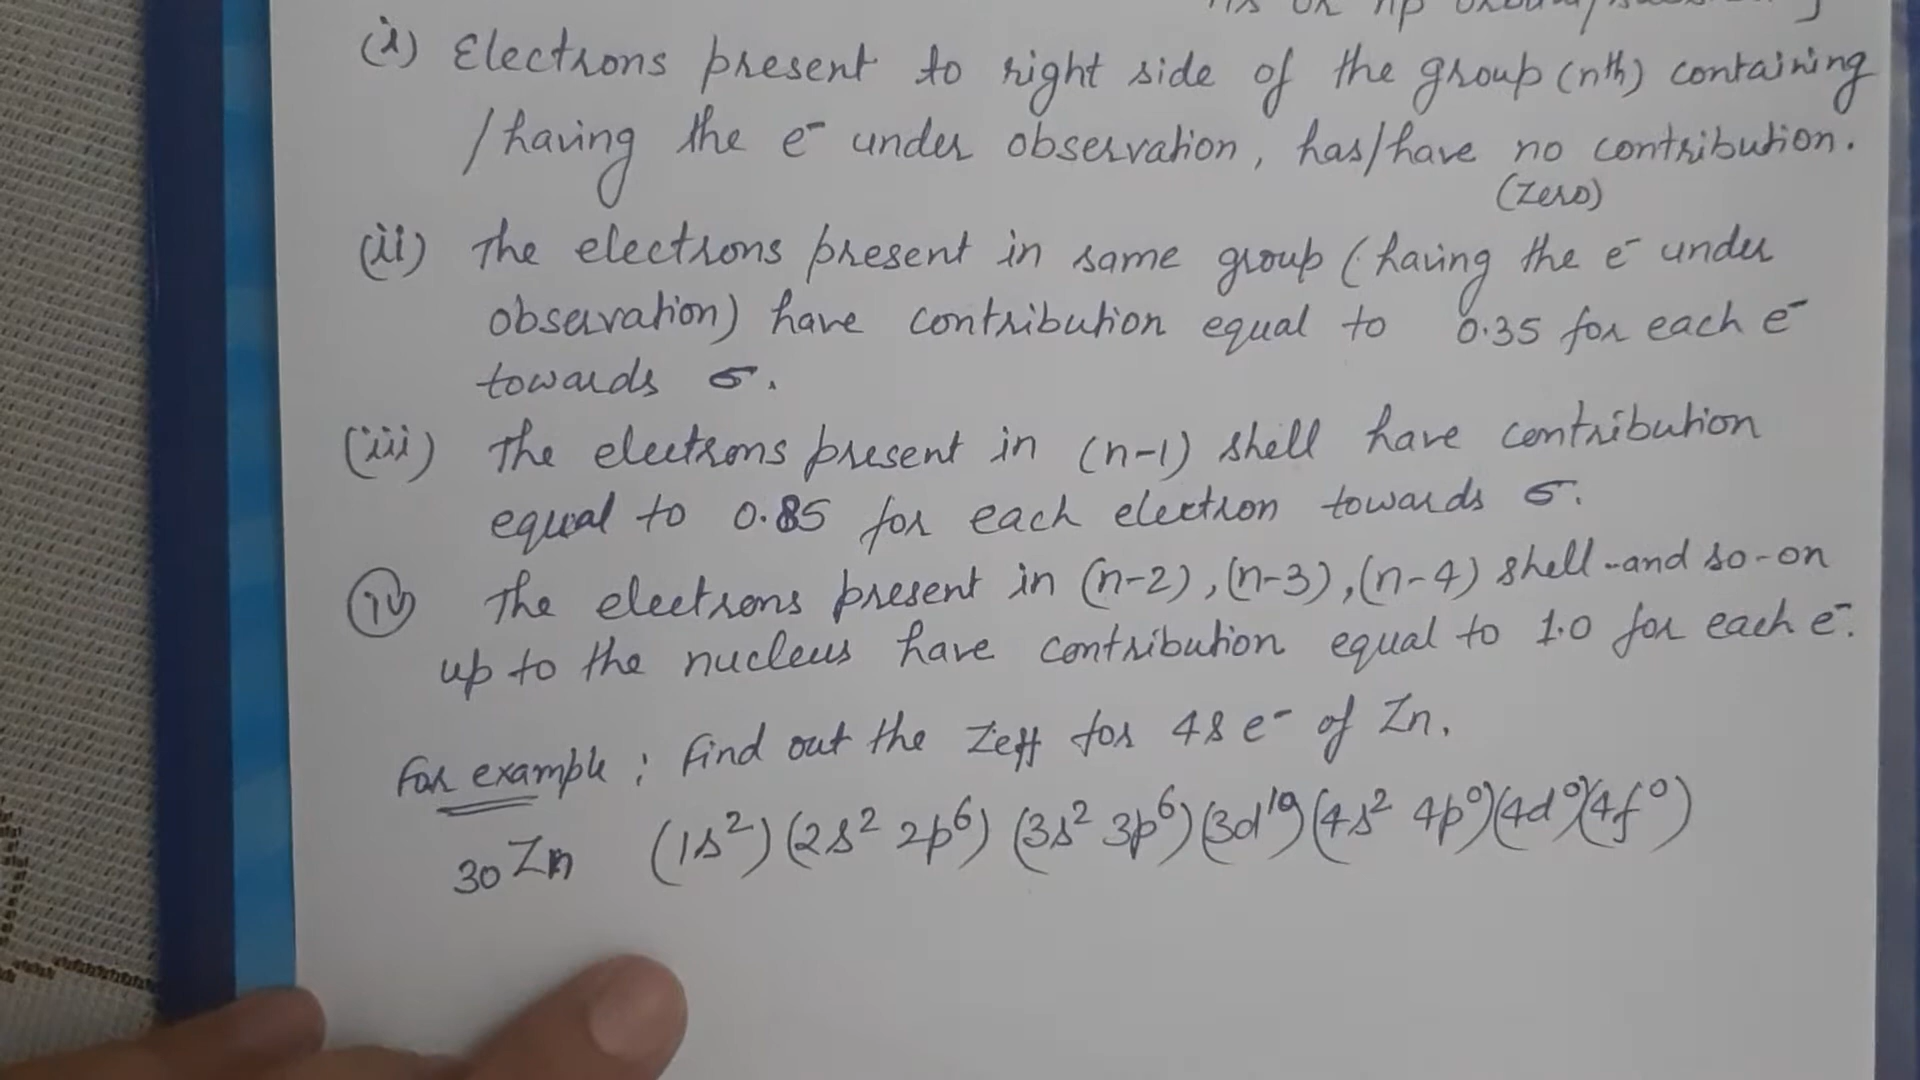 ns or np
(i) Electrons present to right side of the group (nth) containing
/having the e⁻ under observation, has/have no contribution.
(Zero)
(ii) The electrons present in same group (having the e⁻ under
observation) have contribution equal to 0.35 for each e⁻
towards σ.
(iii) The electrons present in (n-1) shell have contribution
equal to 0.85 for each electron towards σ.
(iv) The electrons present in (n-2), (n-3), (n-4) shell -and so-on
up to the nucleus have contribution equal to 1.0 for each e⁻.
For example ; Find out the Zeff for 4s e⁻ of Zn.
₃₀Zn (1s²) (2s² 2p⁶) (3s² 3p⁶) (3d¹⁰) (4s² 4p⁰) (4d⁰) (4f⁰)